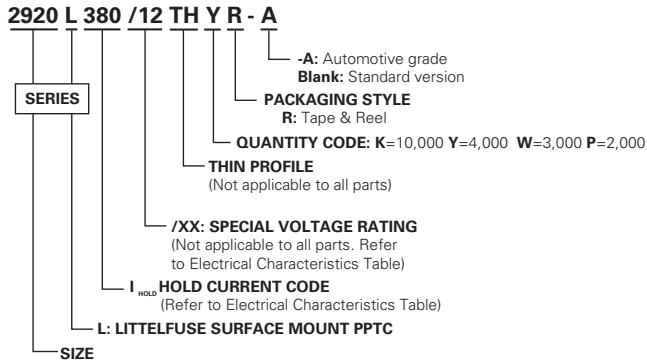 2920 L 380 /12 TH Y R - A
-A: Automotive grade
Blank: Standard version
SERIES
PACKAGING STYLE
R: Tape & Reel
QUANTITY CODE: K=10,000 Y=4,000 W=3,000 P=2,000
THIN PROFILE
(Not applicable to all parts)
/XX: SPECIAL VOLTAGE RATING
(Not applicable to all parts. Refer
to Electrical Characteristics Table)
I HOLD HOLD CURRENT CODE
(Refer to Electrical Characteristics Table)
L: LITTELFUSE SURFACE MOUNT PPTC
SIZE